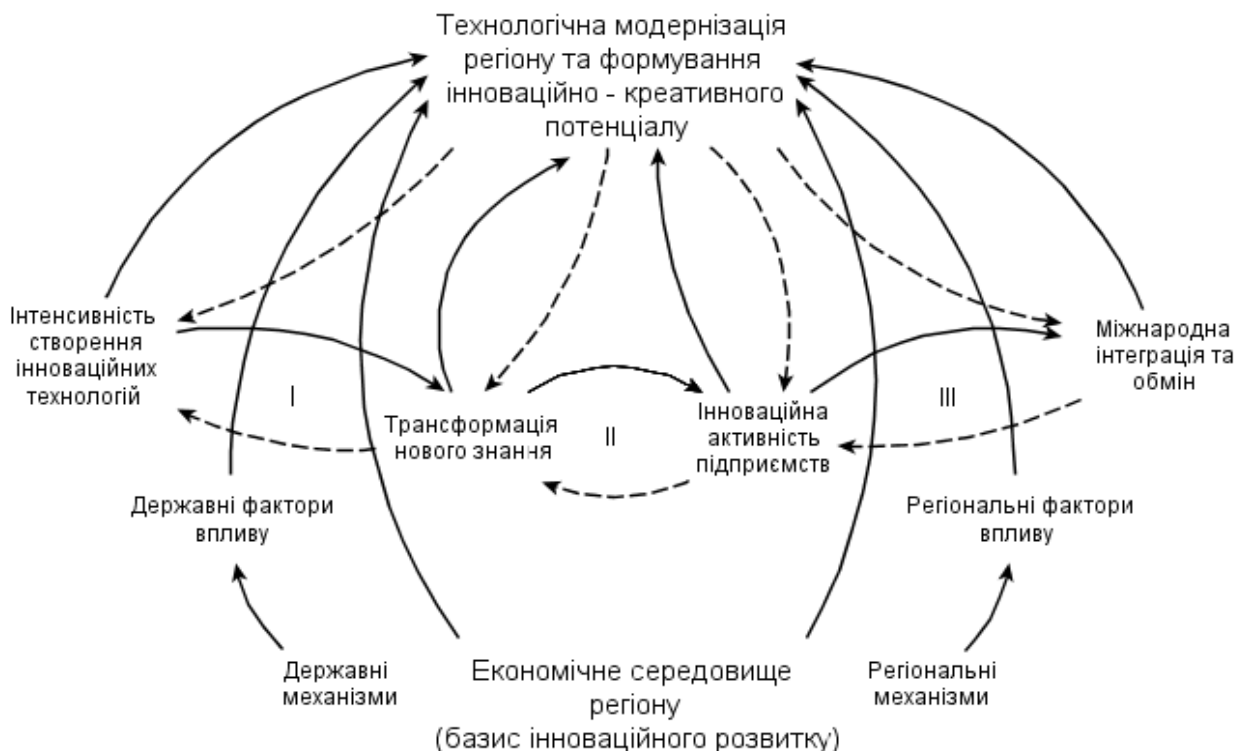 Технологічна модернізація
регіону та формування
інноваційно - креативного
потенціалу
Інтенсивність
створення
інноваційних
технологій
Міжнародна
інтеграція та
обмін
I
Трансформація
нового знання
II
Інноваційна
активність
підприємств
III
Державні фактори
впливу
Регіональні фактори
впливу
Державні
механізми
Економічне середовище
регіону
(базис інноваційного розвитку)
Регіональні
механізми